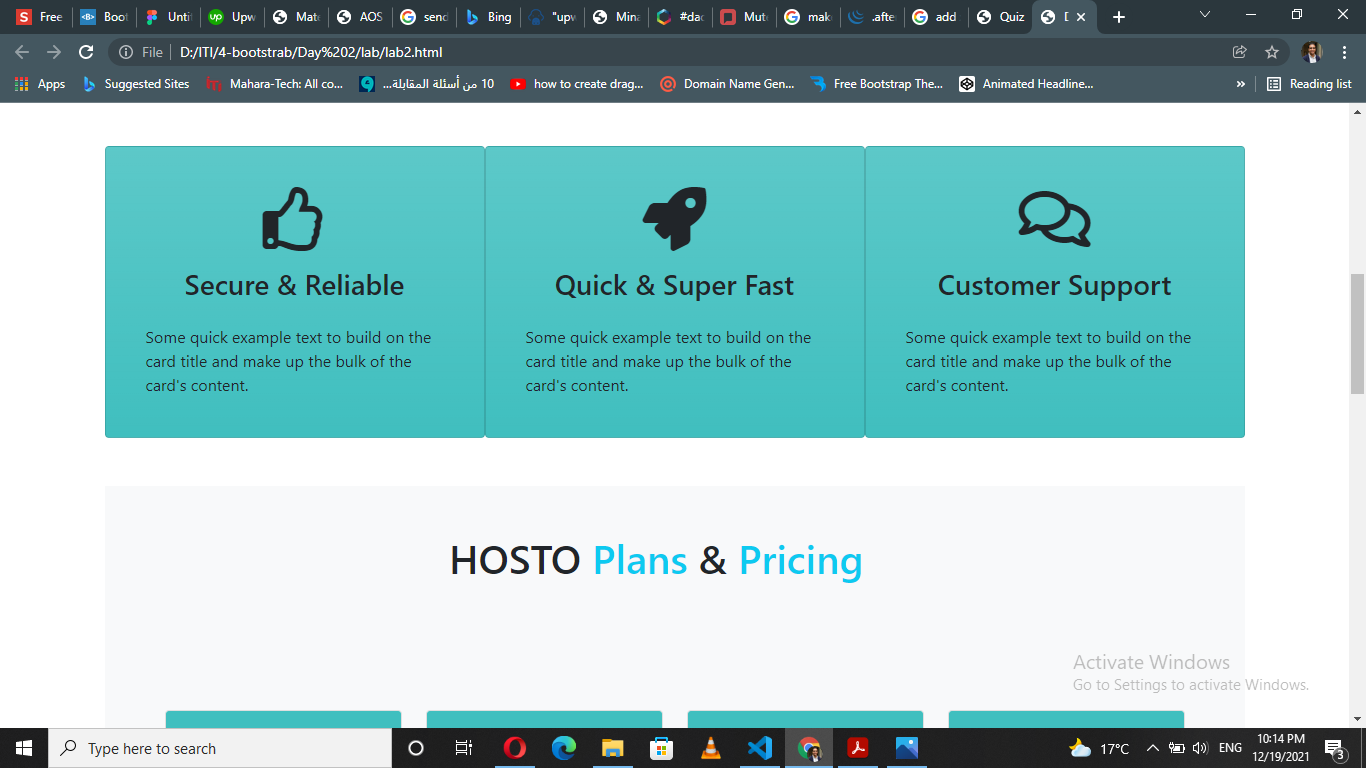 Free
Boot
Unti
Upw
Mate
AOS
send
Bing
"upw
Mina
#dac
Mute
mak
.afte
add
Quiz
File
D:/ITI/4-bootstrab/Day%202/lab/lab2.html
Apps
Suggested Sites
Mahara-Tech: All co...
10 من أسئلة المقابلة...
how to create drag...
Domain Name Gen...
Free Bootstrap The...
Animated Headline...
»
Reading list
Secure & Reliable
Some quick example text to build on the
card title and make up the bulk of the
card's content.
Quick & Super Fast
Some quick example text to build on the
card title and make up the bulk of the
card's content.
Customer Support
Some quick example text to build on the
card title and make up the bulk of the
card's content.
HOSTO Plans & Pricing
Activate Windows
Go to Settings to activate Windows.
Type here to search
17°C
ENG
10:14 PM
12/19/2021
3